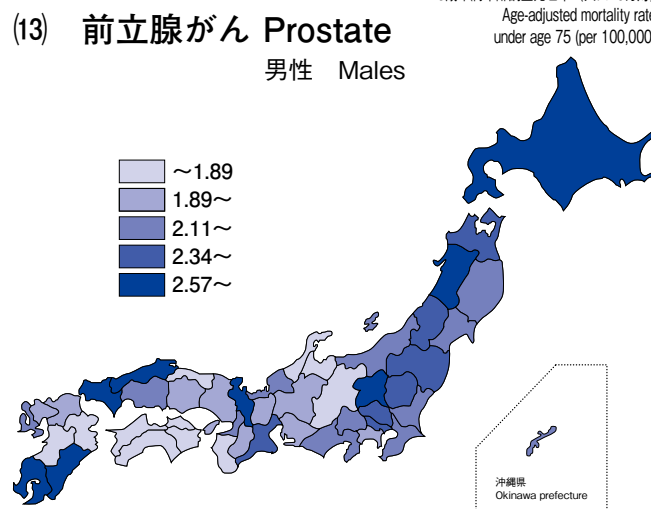 (13) 前立腺がん Prostate
男性 Males
Age-adjusted mortality rate
under age 75 (per 100,000
～1.89
1.89～
2.11～
2.34～
2.57～
沖縄県
Okinawa prefecture